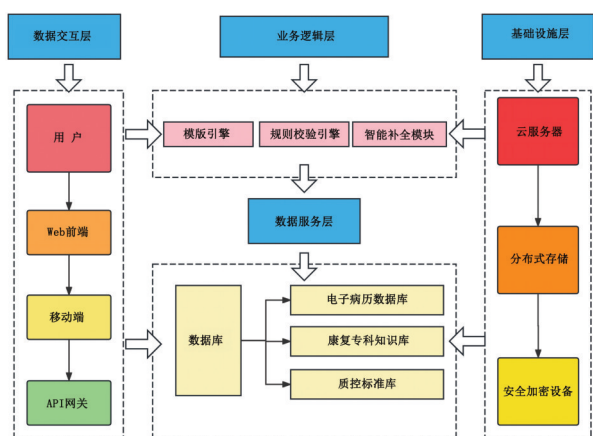 数据交互层
业务逻辑层
基础设施层
用 户
模版引擎
规则校验引擎
智能补全模块
云服务器
Web前端
数据服务层
分布式存储
移动端
数据库
电子病历数据库
康复专科知识库
质控标准库
API网关
安全加密设备